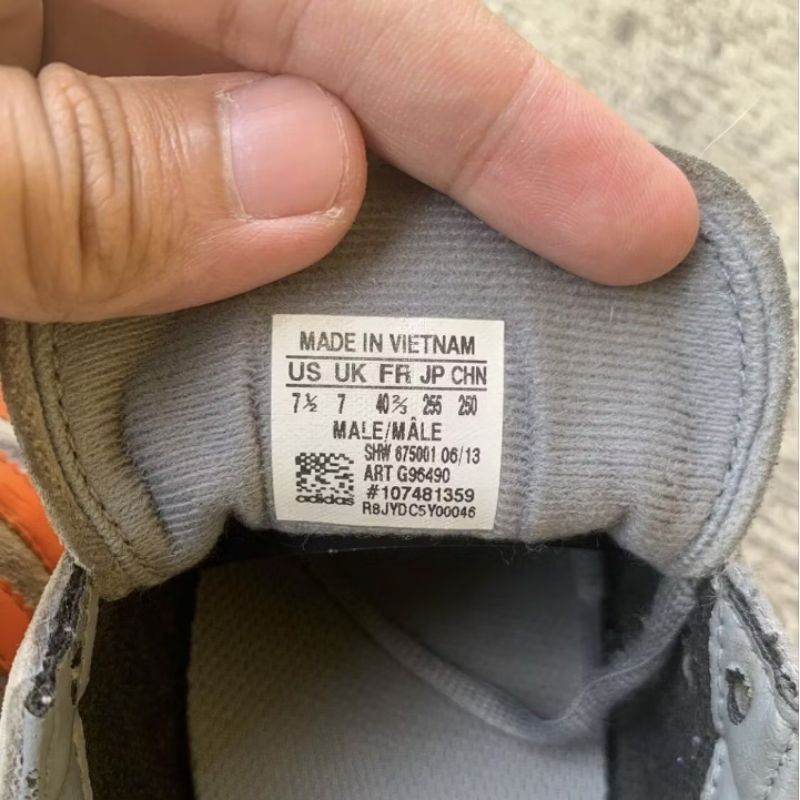 MADE IN VIETNAM
US UK FR JP CHN
7½ 7 40⅔ 255 250
MALE/MÂLE
SHW 675001 06/13
ART G96490
#107481359
adidas
R8JYDC5Y00046